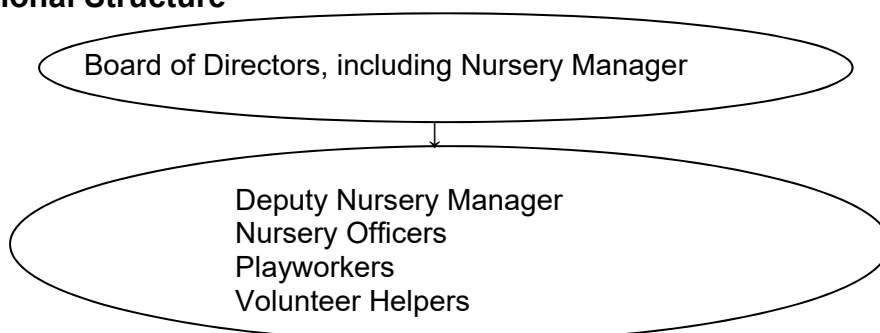 ional Structure
Board of Directors, including Nursery Manager
↓
Deputy Nursery Manager
Nursery Officers
Playworkers
Volunteer Helpers